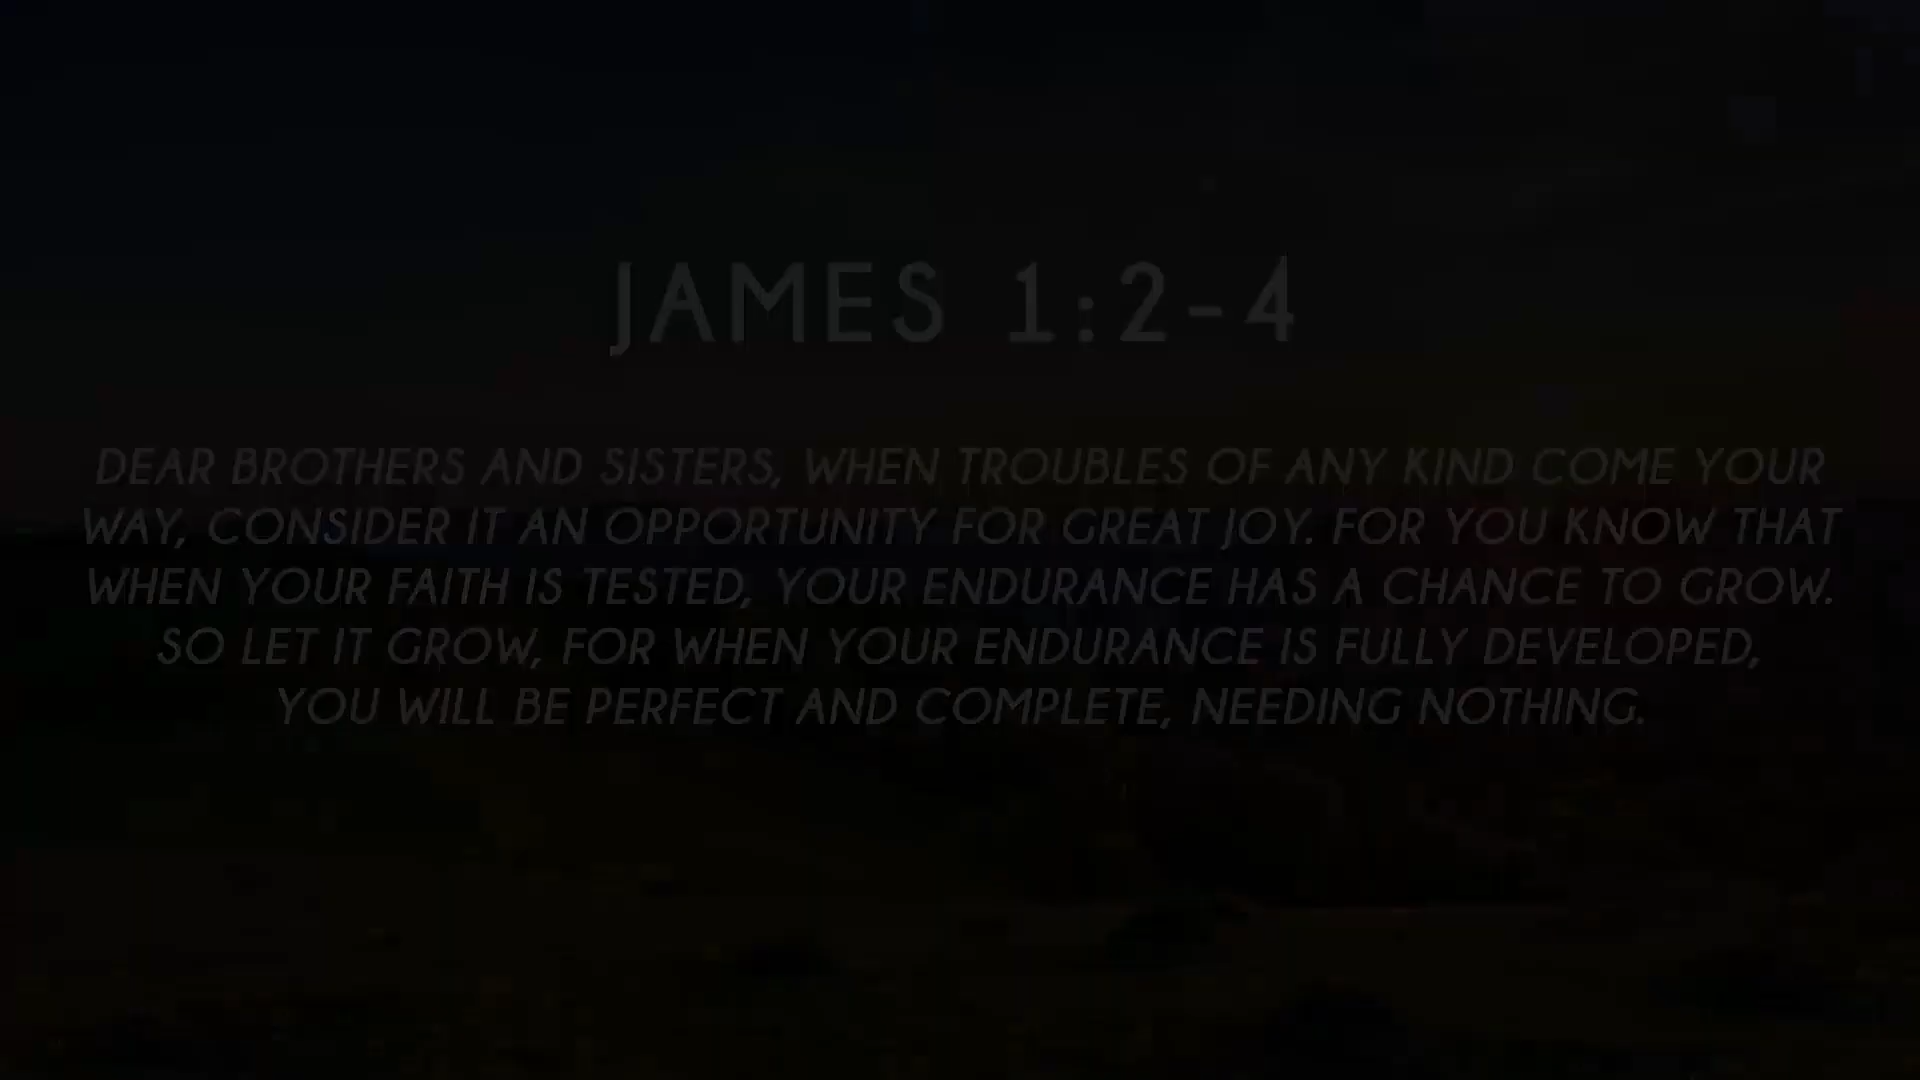 JAMES 1:2-4
DEAR BROTHERS AND SISTERS, WHEN TROUBLES OF ANY KIND COME YOUR
WAY, CONSIDER IT AN OPPORTUNITY FOR GREAT JOY. FOR YOU KNOW THAT
WHEN YOUR FAITH IS TESTED, YOUR ENDURANCE HAS A CHANCE TO GROW.
SO LET IT GROW, FOR WHEN YOUR ENDURANCE IS FULLY DEVELOPED,
YOU WILL BE PERFECT AND COMPLETE, NEEDING NOTHING.